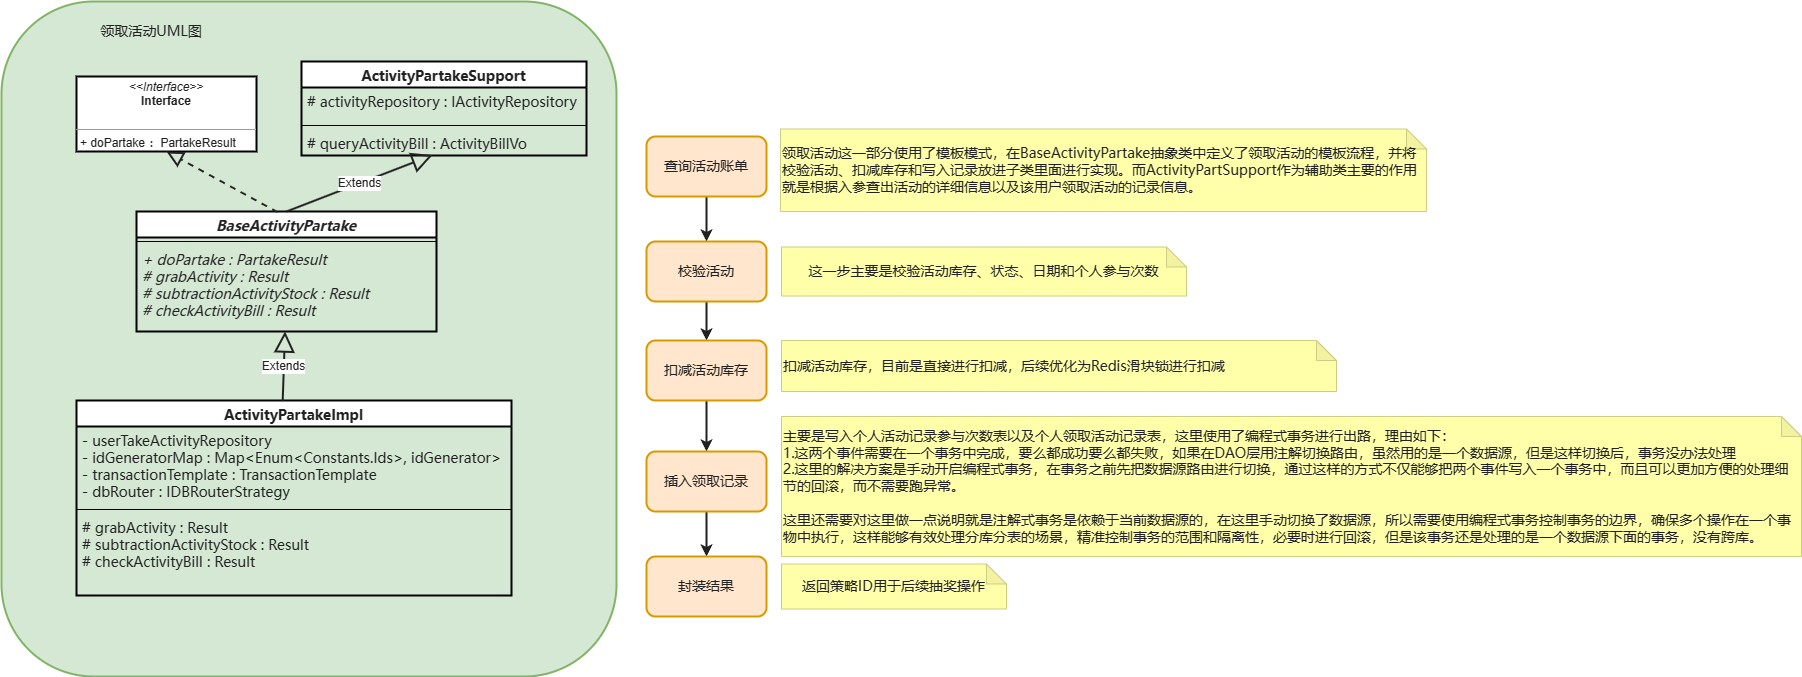 领取活动UML图
<<Interface>>
Interface
+ doPartake： PartakeResult
ActivityPartakeSupport
# activityRepository : IActivityRepository
# queryActivityBill : ActivityBillVo
Extends
BaseActivityPartake
+ doPartake : PartakeResult
# grabActivity : Result
# subtractionActivityStock : Result
# checkActivityBill : Result
Extends
ActivityPartakeImpl
- userTakeActivityRepository
- idGeneratorMap : Map<Enum<Constants.Ids>, idGenerator>
- transactionTemplate : TransactionTemplate
- dbRouter : IDBRouterStrategy
# grabActivity : Result
# subtractionActivityStock : Result
# checkActivityBill : Result
查询活动账单
领取活动这一部分使用了模板模式，在BaseActivityPartake抽象类中定义了领取活动的模板流程，并将
校验活动、扣减库存和写入记录放进子类里面进行实现。而ActivityPartSupport作为辅助类主要的作用
就是根据入参查出活动的详细信息以及该用户领取活动的记录信息。
校验活动
这一步主要是校验活动库存、状态、日期和个人参与次数
扣减活动库存
扣减活动库存，目前是直接进行扣减，后续优化为Redis滑块锁进行扣减
插入领取记录
主要是写入个人活动记录参与次数表以及个人领取活动记录表，这里使用了编程式事务进行出路，理由如下：
1.这两个事件需要在一个事务中完成，要么都成功要么都失败，如果在DAO层用注解切换路由，虽然用的是一个数据源，但是这样切换后，事务没办法处理
2.这里的解决方案是手动开启编程式事务，在事务之前先把数据源路由进行切换，通过这样的方式不仅能够把两个事件写入一个事务中，而且可以更加方便的处理细
节的回滚，而不需要跑异常。
这里还需要对这里做一点说明就是注解式事务是依赖于当前数据源的，在这里手动切换了数据源，所以需要使用编程式事务控制事务的边界，确保多个操作在一个事
物中执行，这样能够有效处理分库分表的场景，精准控制事务的范围和隔离性，必要时进行回滚，但是该事务还是处理的是一个数据源下面的事务，没有跨库。
封装结果
返回策略ID用于后续抽奖操作